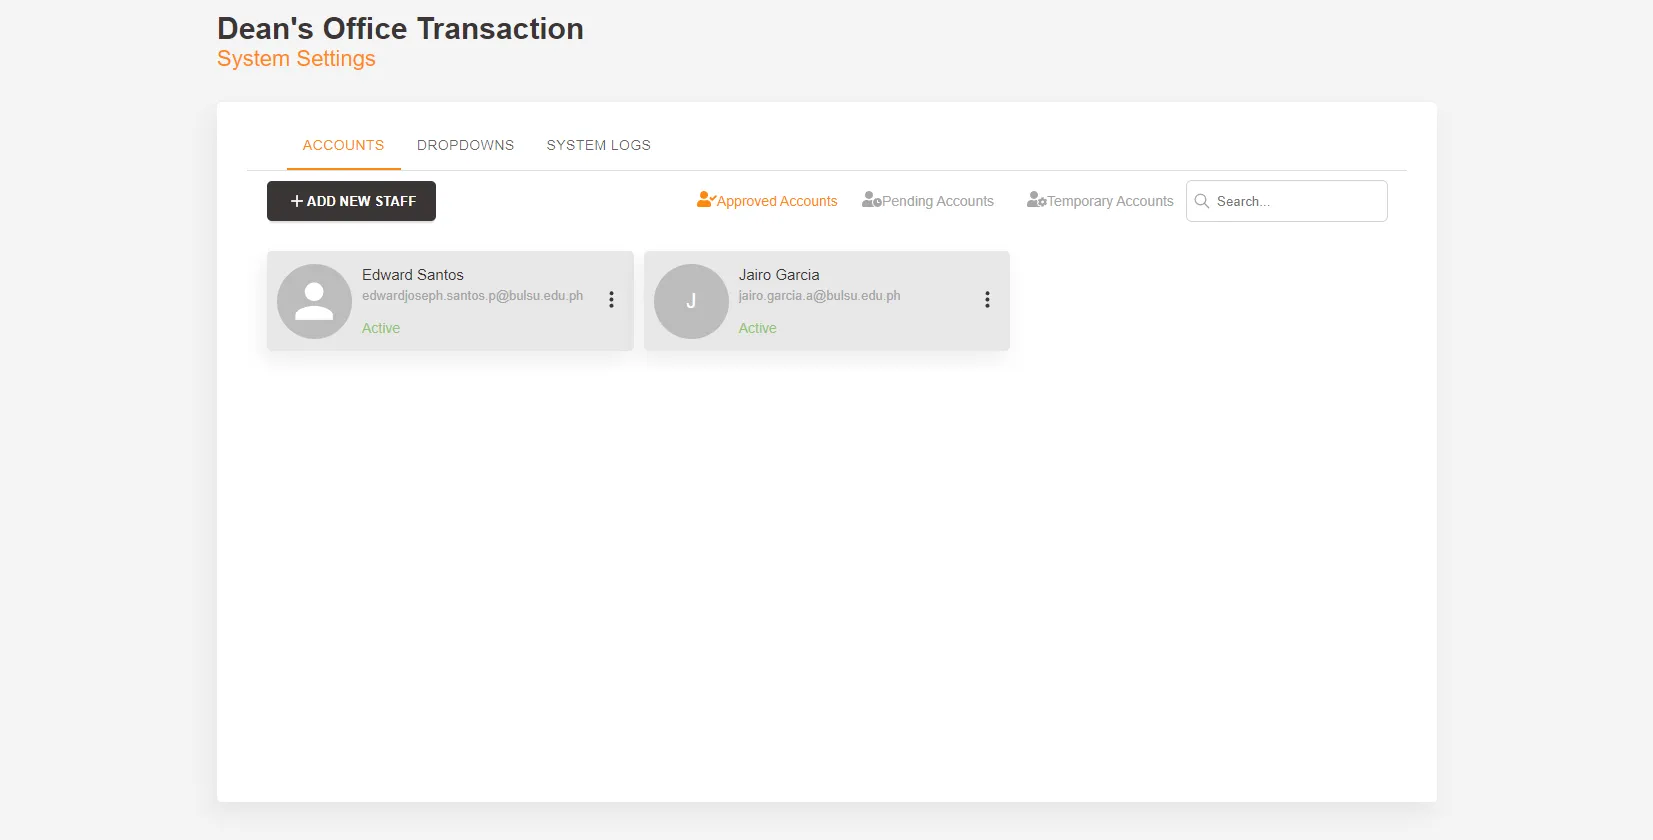 Dean's Office Transaction
System Settings
ACCOUNTS DROPDOWNS SYSTEM LOGS
+ ADD NEW STAFF Approved Accounts Pending Accounts Temporary Accounts Search...
Edward Santos
edwardjoseph.santos.p@bulsu.edu.ph
Active
J
Jairo Garcia
jairo.garcia.a@bulsu.edu.ph
Active